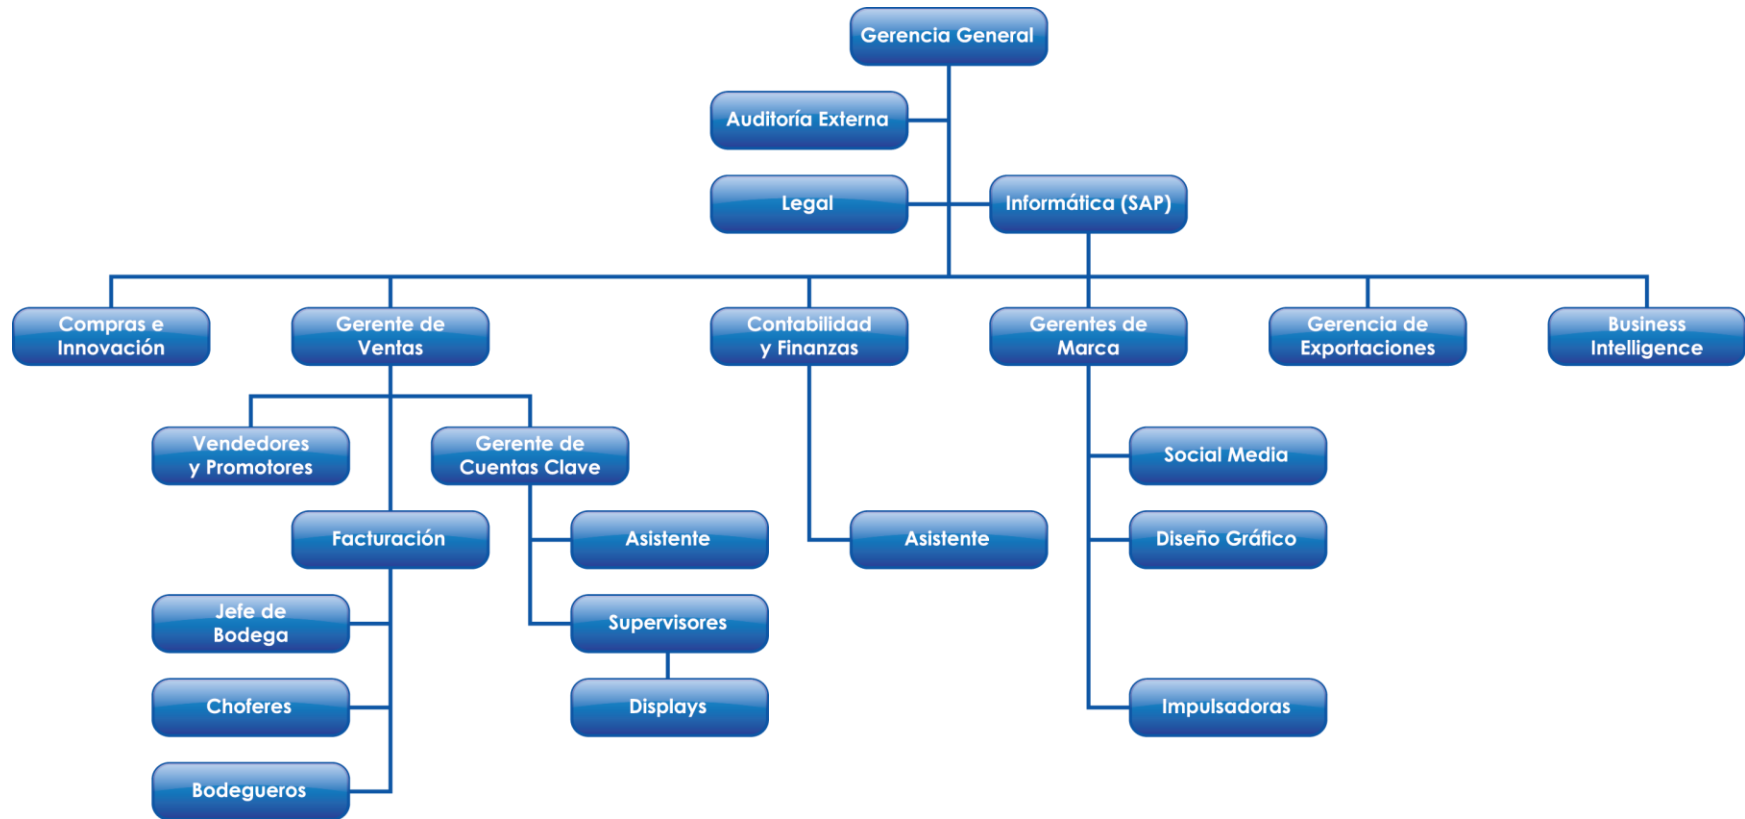 Gerencia General
Auditoría Externa
Legal
Informática (SAP)
Compras e
Innovación
Gerente de
Ventas
Contabilidad
y Finanzas
Gerentes de
Marca
Gerencia de
Exportaciones
Business
Intelligence
Vendedores
y Promotores
Gerente de
Cuentas Clave
Social Media
Facturación
Asistente
Asistente
Diseño Gráfico
Jefe de
Bodega
Supervisores
Choferes
Displays
Impulsadoras
Bodegueros